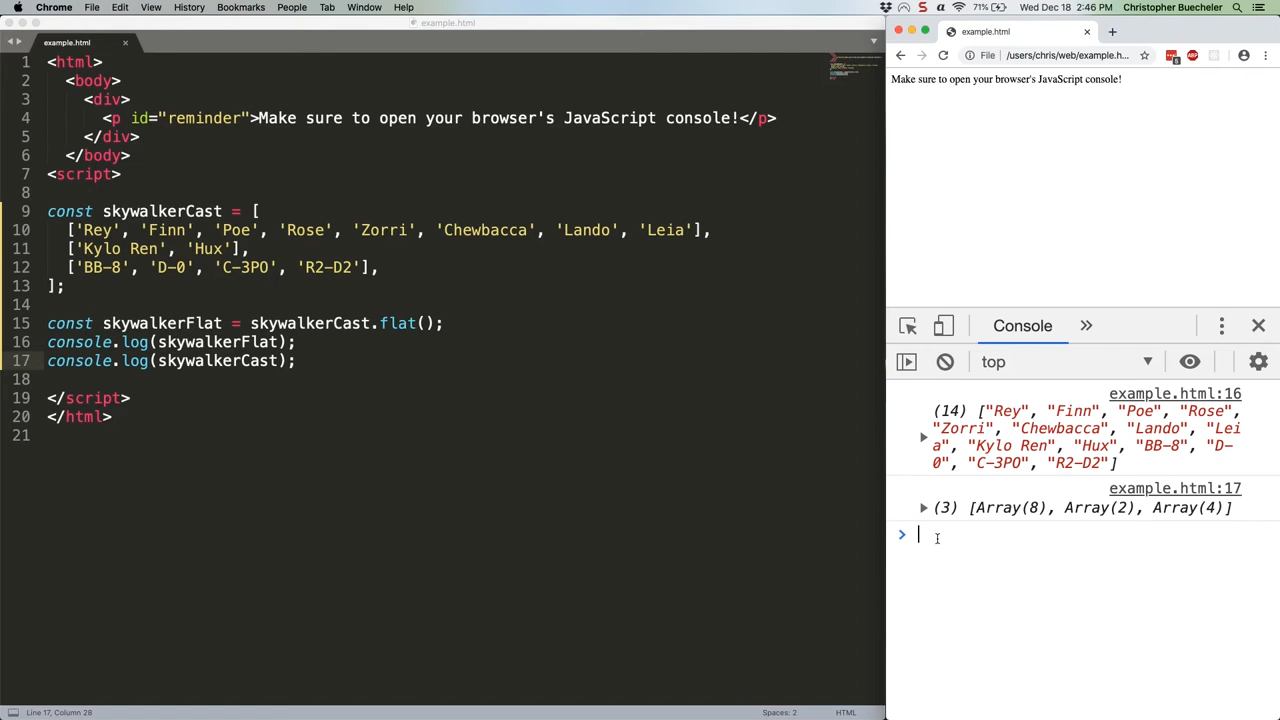 Chrome File Edit View History Bookmarks People Tab Window Help 71% Wed Dec 18 2:46 PM Christopher Buecheler
example.html
example.html
1 <html>
2 <body>
3 <div>
4 <p id="reminder">Make sure to open your browser's JavaScript console!</p>
5 </div>
6 </body>
7 <script>
8
9 const skywalkerCast = [
10 ['Rey', 'Finn', 'Poe', 'Rose', 'Zorri', 'Chewbacca', 'Lando', 'Leia'],
11 ['Kylo Ren', 'Hux'],
12 ['BB-8', 'D-0', 'C-3PO', 'R2-D2'],
13 ];
14
15 const skywalkerFlat = skywalkerCast.flat();
16 console.log(skywalkerFlat);
17 console.log(skywalkerCast);
18
19 </script>
20 </html>
21
Line 17, Column 28 Spaces: 2 HTML
example.html
File /users/chris/web/example.h...
Make sure to open your browser's JavaScript console!
Console
top
example.html:16
(14) ["Rey", "Finn", "Poe", "Rose",
"Zorri", "Chewbacca", "Lando", "Lei
a", "Kylo Ren", "Hux", "BB-8", "D-
0", "C-3PO", "R2-D2"]
example.html:17
(3) [Array(8), Array(2), Array(4)]